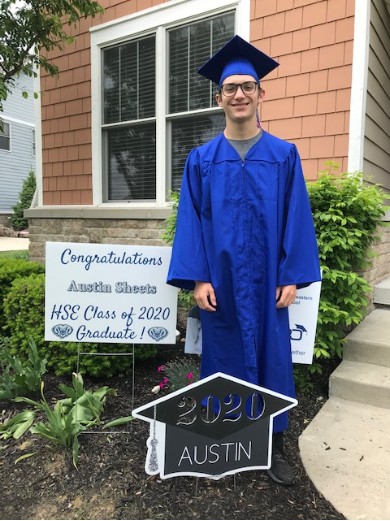 Congratulations
Austin Sheets
HSE Class of 2020
Graduate !
2020
AUSTIN